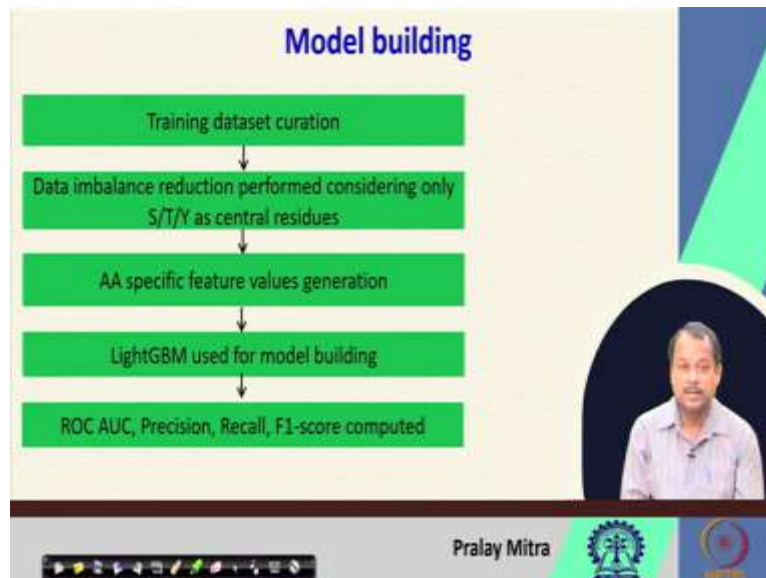 Model building
Training dataset curation
Data imbalance reduction performed considering only
S/T/Y as central residues
AA specific feature values generation
LightGBM used for model building
ROC AUC, Precision, Recall, F1-score computed
Pralay Mitra